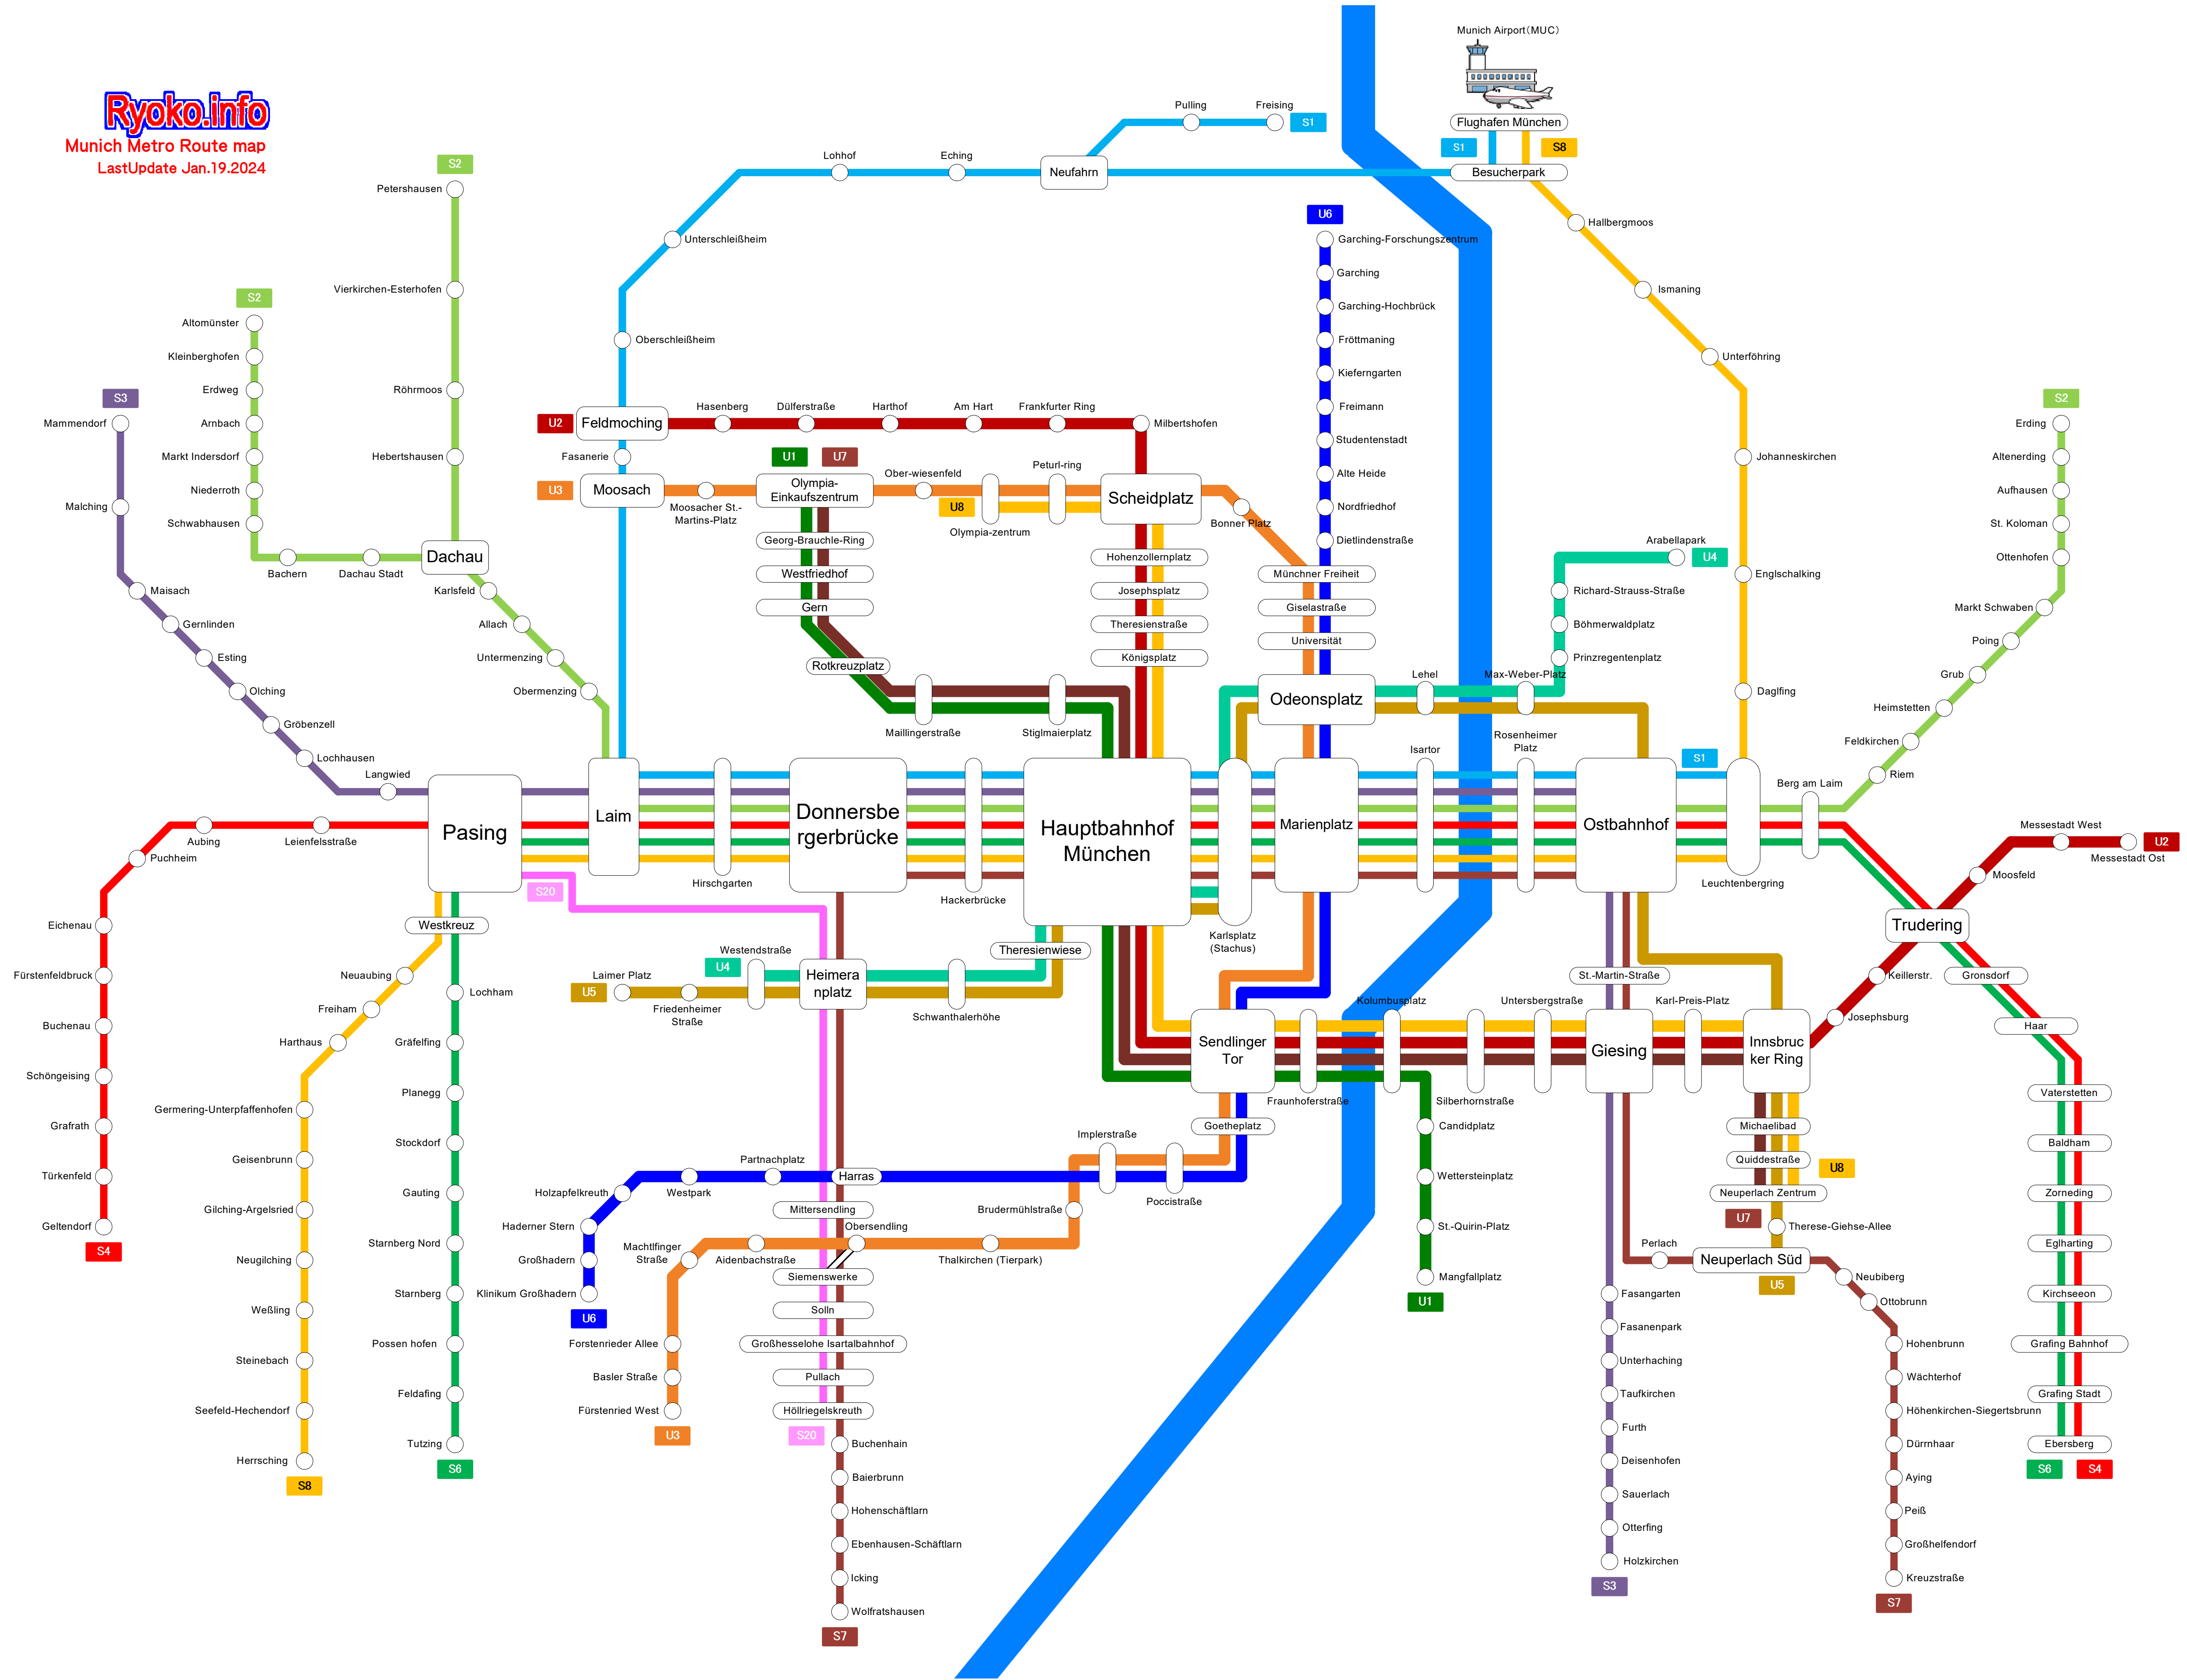 Munich Airport(MUC)
Ryoko.info
Munich Metro Route map
LastUpdate Jan.19.2024
Pulling
Freising
S1
Flughafen München
S1
S8
Lohhof
Eching
Neufahrn
Besucherpark
S2
Petershausen
U6
Hallbergmoos
Unterschleißheim
Garching-Forschungszentrum
Garching
Vierkirchen-Esterhofen
Ismaning
S2
Garching-Hochbrück
Altomünster
Oberschleißheim
Fröttmaning
Kleinberghofen
Unterföhring
Kieferngarten
Erdweg
Röhrmoos
S3
S2
Hasenberg
Dülferstraße
Harthof
Am Hart
Frankfurter Ring
Freimann
Mammendorf
Arnbach
U2
Feldmoching
Milbertshofen
Erding
Studentenstadt
Markt Indersdorf
Hebertshausen
Fasanerie
U1
U7
Johanneskirchen
Altenerding
Ober-wiesenfeld
Peturl-ring
Alte Heide
Niederroth
U3
Moosach
Olympia-
Einkaufszentrum
Scheidplatz
Aufhausen
Malching
Moosacher St.-
Martins-Platz
U8
Nordfriedhof
Schwabhausen
Olympia-zentrum
Bonner Platz
St. Koloman
Georg-Brauchle-Ring
Dietlindenstraße
Arabellapark
U4
Dachau
Hohenzollernplatz
Ottenhofen
Bachern
Dachau Stadt
Westfriedhof
Münchner Freiheit
Englschalking
Maisach
Karlsfeld
Josephsplatz
Richard-Strauss-Straße
Gern
Giselastraße
Markt Schwaben
Gernlinden
Allach
Theresienstraße
Böhmerwaldplatz
Universität
Poing
Esting
Untermenzing
Rotkreuzplatz
Königsplatz
Prinzregentenplatz
Lehel
Max-Weber-Platz
Grub
Olching
Obermenzing
Odeonsplatz
Daglfing
Heimstetten
Gröbenzell
Maillingerstraße
Stiglmaierplatz
Rosenheimer
Platz
Feldkirchen
Lochhausen
Isartor
S1
Langwied
Berg am Laim
Riem
Pasing
Laim
Donnersbe
rgerbrücke
Hauptbahnhof
München
Marienplatz
Ostbahnhof
Messestadt West
U2
Aubing
Leienfelsstraße
Messestadt Ost
Puchheim
Hirschgarten
Leuchtenbergring
Moosfeld
S20
Hackerbrücke
Eichenau
Westkreuz
Karlsplatz
(Stachus)
Trudering
Theresienwiese
Westendstraße
Fürstenfeldbruck
Neuaubing
Laimer Platz
U4
Heimera
nplatz
St.-Martin-Straße
Keillerstr.
Gronsdorf
U5
Lochham
Freiham
Friedenheimer
Straße
Schwanthalerhöhe
Kolumbusplatz
Untersbergstraße
Karl-Preis-Platz
Buchenau
Josephsburg
Haar
Harthaus
Gräfelfing
Sendlinger
Tor
Giesing
Innsbruc
ker Ring
Schöngeising
Planegg
Vaterstetten
Germering-Unterpfaffenhofen
Fraunhoferstraße
Silberhornstraße
Grafrath
Goetheplatz
Candidplatz
Michaelibad
Implerstraße
Stockdorf
Baldham
Geisenbrunn
Partnachplatz
Quiddestraße
U8
Türkenfeld
Harras
Wettersteinplatz
Holzapfelkreuth
Westpark
Poccistraße
Neuperlach Zentrum
Gauting
Zorneding
Gilching-Argelsried
Mittersendling
Brudermühlstraße
U7
Geltendorf
Haderner Stern
Obersendling
St.-Quirin-Platz
Therese-Giehse-Allee
S4
Starnberg Nord
Machtlfinger
Straße
Eglharting
Perlach
Neugilching
Großhadern
Aidenbachstraße
Thalkirchen (Tierpark)
Neuperlach Süd
Siemenswerke
Mangfallplatz
U5
Neubiberg
Starnberg
Klinikum Großhadern
U1
Fasangarten
Ottobrunn
Kirchseeon
Weßling
U6
Solln
Fasanenpark
Possen hofen
Forstenrieder Allee
Großhesselohe Isartalbahnhof
Hohenbrunn
Grafing Bahnhof
Steinebach
Unterhaching
Basler Straße
Pullach
Wächterhof
Feldafing
Taufkirchen
Grafing Stadt
Seefeld-Hechendorf
Fürstenried West
Höllriegelskreuth
Höhenkirchen-Siegertsbrunn
U3
S20
Furth
Tutzing
Buchenhain
Dürrnhaar
Ebersberg
Herrsching
S6
Deisenhofen
S6
S4
S8
Baierbrunn
Aying
Sauerlach
Hohenschäftlarn
Peiß
Otterfing
Ebenhausen-Schäftlarn
Großhelfendorf
Holzkirchen
Icking
S3
Kreuzstraße
S7
Wolfratshausen
S7